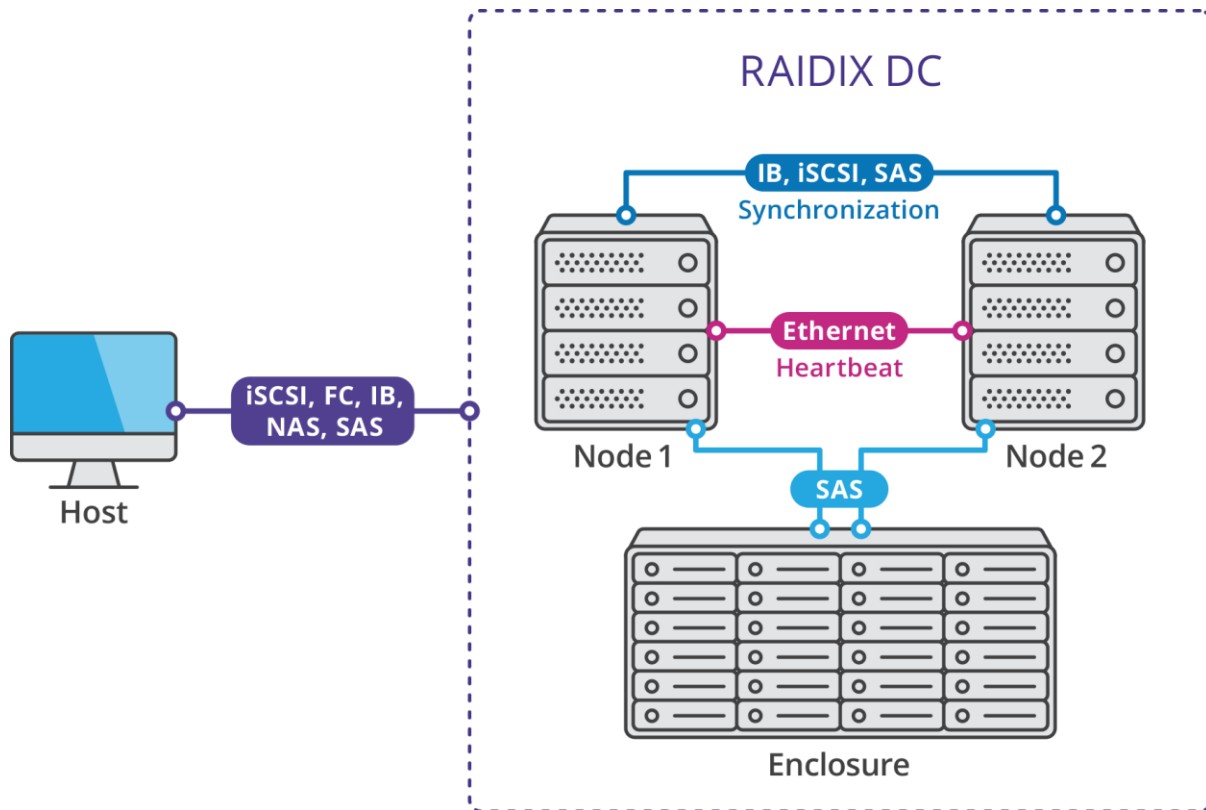 RAIDIX DC
IB, iSCSI, SAS
Synchronization
Ethernet
Heartbeat
iSCSI, FC, IB,
NAS, SAS
Host
Node 1
Node 2
SAS
Enclosure